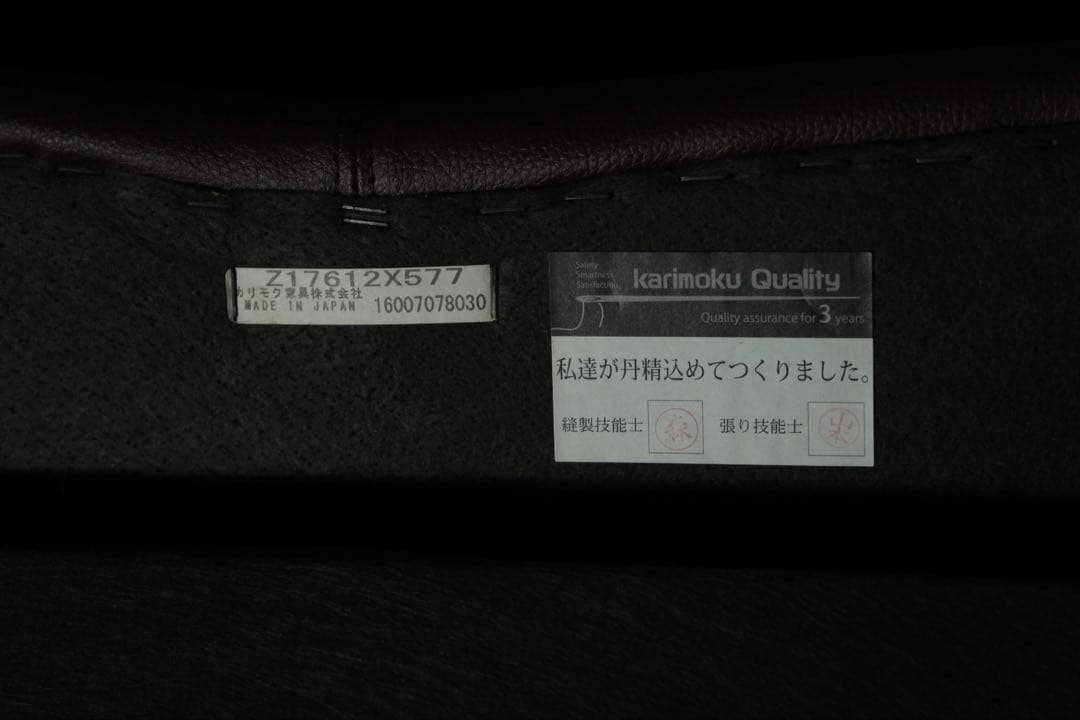 Z17612X577
カリモク家具株式会社
MADE IN JAPAN 16007078030
Safety
Smartness
Satisfaction
karimoku Quality
Quality assurance for 3 years
私達が丹精込めてつくりました。
縫製技能士 森 張り技能士